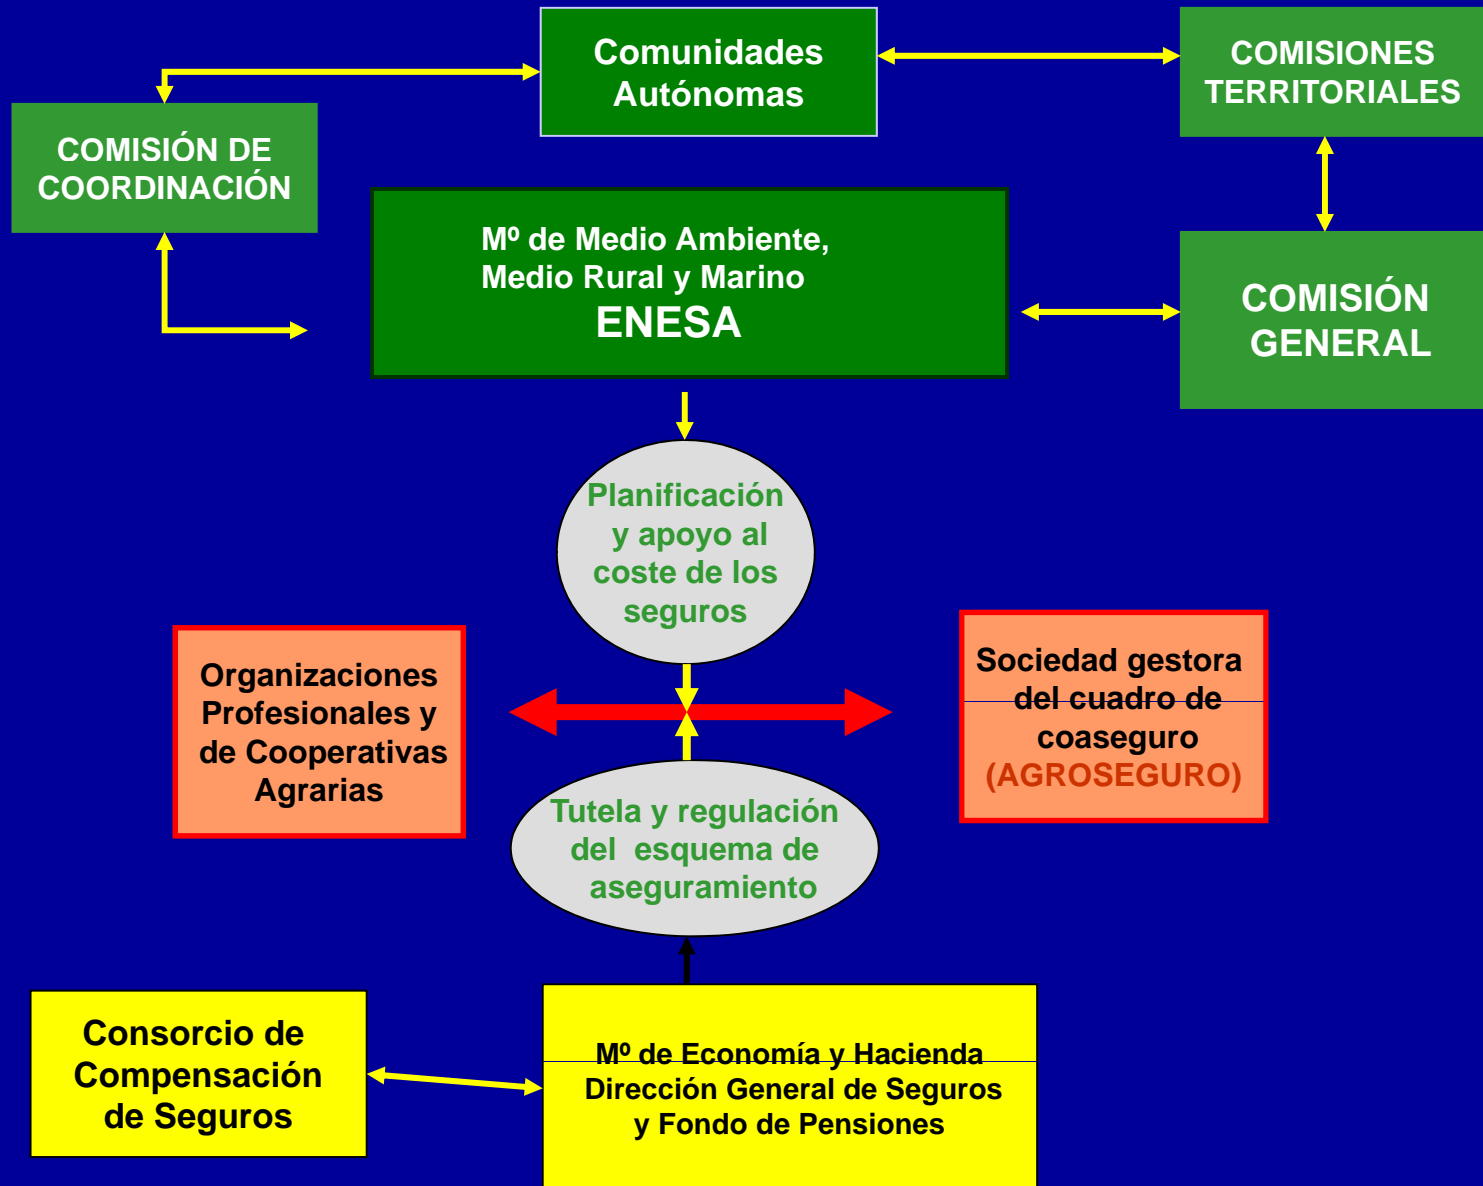 Comunidades
Autónomas
COMISIONES
TERRITORIALES
COMISIÓN DE
COORDINACIÓN
Mº de Medio Ambiente,
Medio Rural y Marino
ENESA
COMISIÓN
GENERAL
Planificación
y apoyo al
coste de los
seguros
Organizaciones
Profesionales y
de Cooperativas
Agrarias
Sociedad gestora
del cuadro de
coaseguro
(AGROSEGURO)
Tutela y regulación
del esquema de
aseguramiento
Consorcio de
Compensación
de Seguros
Mº de Economía y Hacienda
Dirección General de Seguros
y Fondo de Pensiones